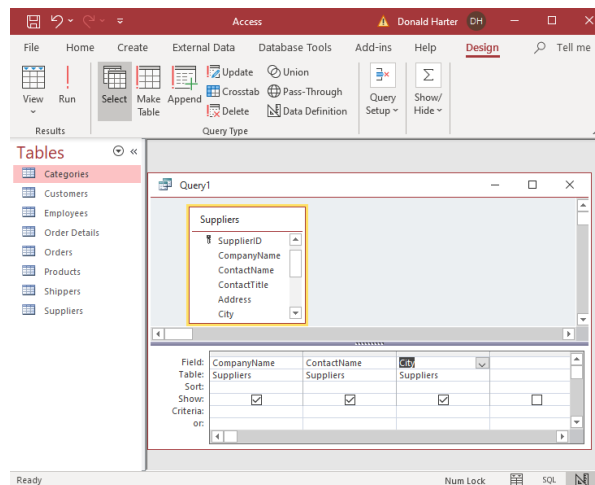 Access
Donald Harter DH
File Home Create External Data Database Tools Add-ins Help Design Tell me
View
Run
Select
Make Table
Append
Update
Crosstab
Delete
Union
Pass-Through
Data Definition
Query Setup
Show/ Hide
Results
Query Type
Tables
Categories
Customers
Employees
Order Details
Orders
Products
Shippers
Suppliers
Query1
Suppliers
SupplierID
CompanyName
ContactName
ContactTitle
Address
City
Field: CompanyName ContactName City
Table: Suppliers Suppliers Suppliers
Sort:
Show:
Criteria:
or:
Ready
Num Lock
SQL